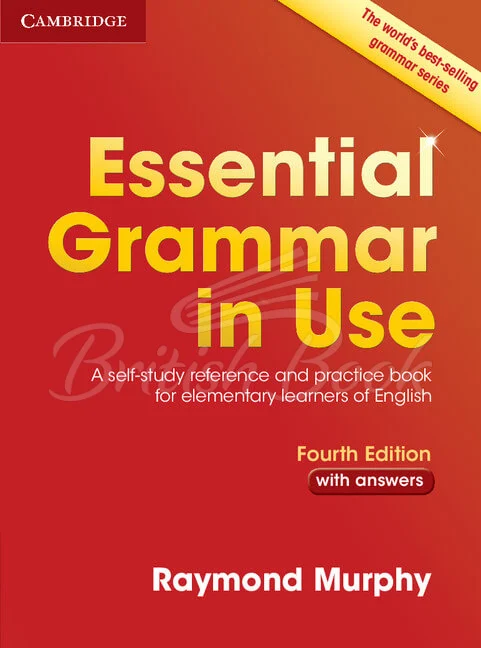 CAMBRIDGE
The world's best-selling
grammar series
Essential
Grammar
in Use
British Book
A self-study reference and practice book
for elementary learners of English
Fourth Edition
with answers
Raymond Murphy